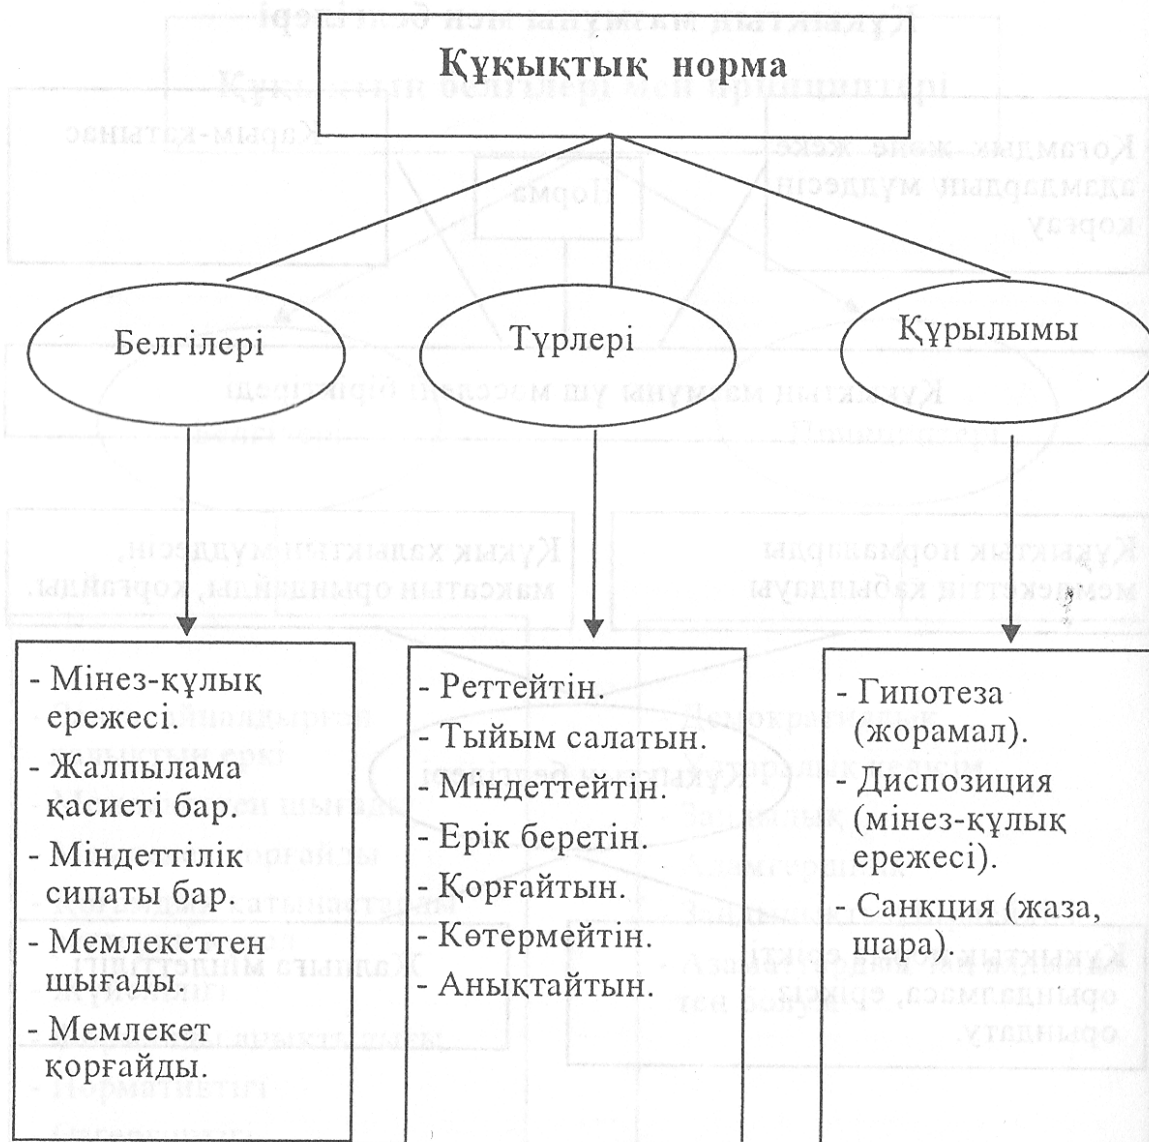 Құқықтық норма
Белгілері
Түрлері
Құрылымы
- Мінез-құлық
ережесі.
- Жалпылама
қасиеті бар.
- Міндеттілік
сипаты бар.
- Мемлекеттен
шығады.
- Мемлекет
қорғайды.
- Реттейтін.
- Тыйым салатын.
- Міндеттейтін.
- Ерік беретін.
- Қорғайтын.
- Көтермейтін.
- Анықтайтын.
- Гипотеза
(жорамал).
- Диспозиция
(мінез-құлық
ережесі).
- Санкция (жаза,
шара).